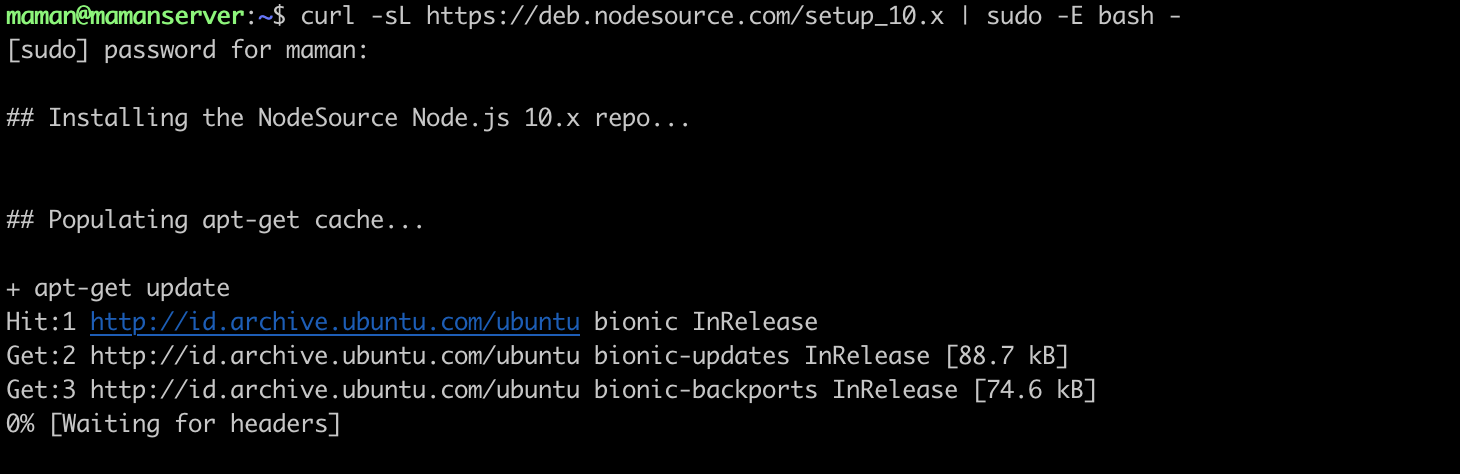 maman@mamanserver:~$ curl -sL https://deb.nodesource.com/setup_10.x | sudo -E bash -
[sudo] password for maman:
## Installing the NodeSource Node.js 10.x repo...
## Populating apt-get cache...
+ apt-get update
Hit:1 http://id.archive.ubuntu.com/ubuntu bionic InRelease
Get:2 http://id.archive.ubuntu.com/ubuntu bionic-updates InRelease [88.7 kB]
Get:3 http://id.archive.ubuntu.com/ubuntu bionic-backports InRelease [74.6 kB]
0% [Waiting for headers]